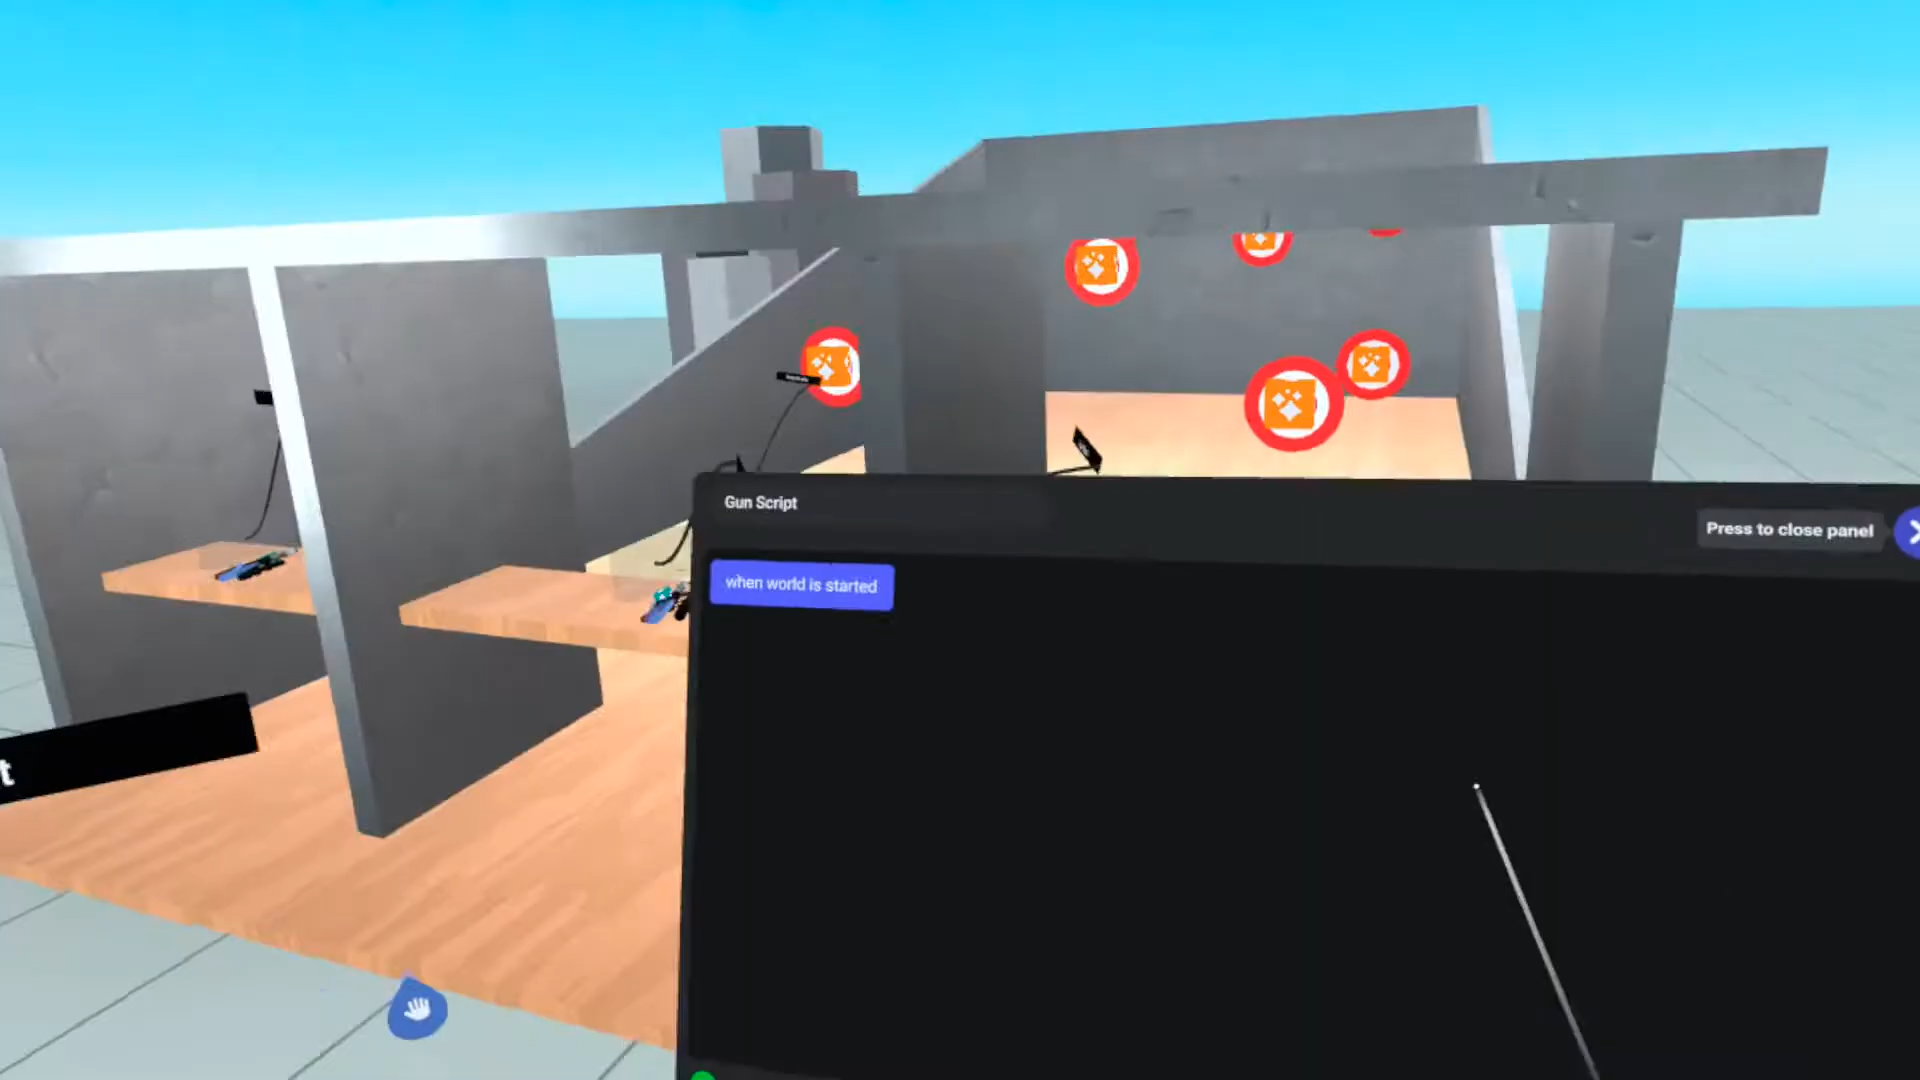 Gun Script
Press to close panel
when world is started
t